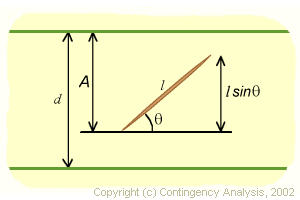 A
l
d
l sinθ
θ
Copyright (c) Contingency Analysis, 2002